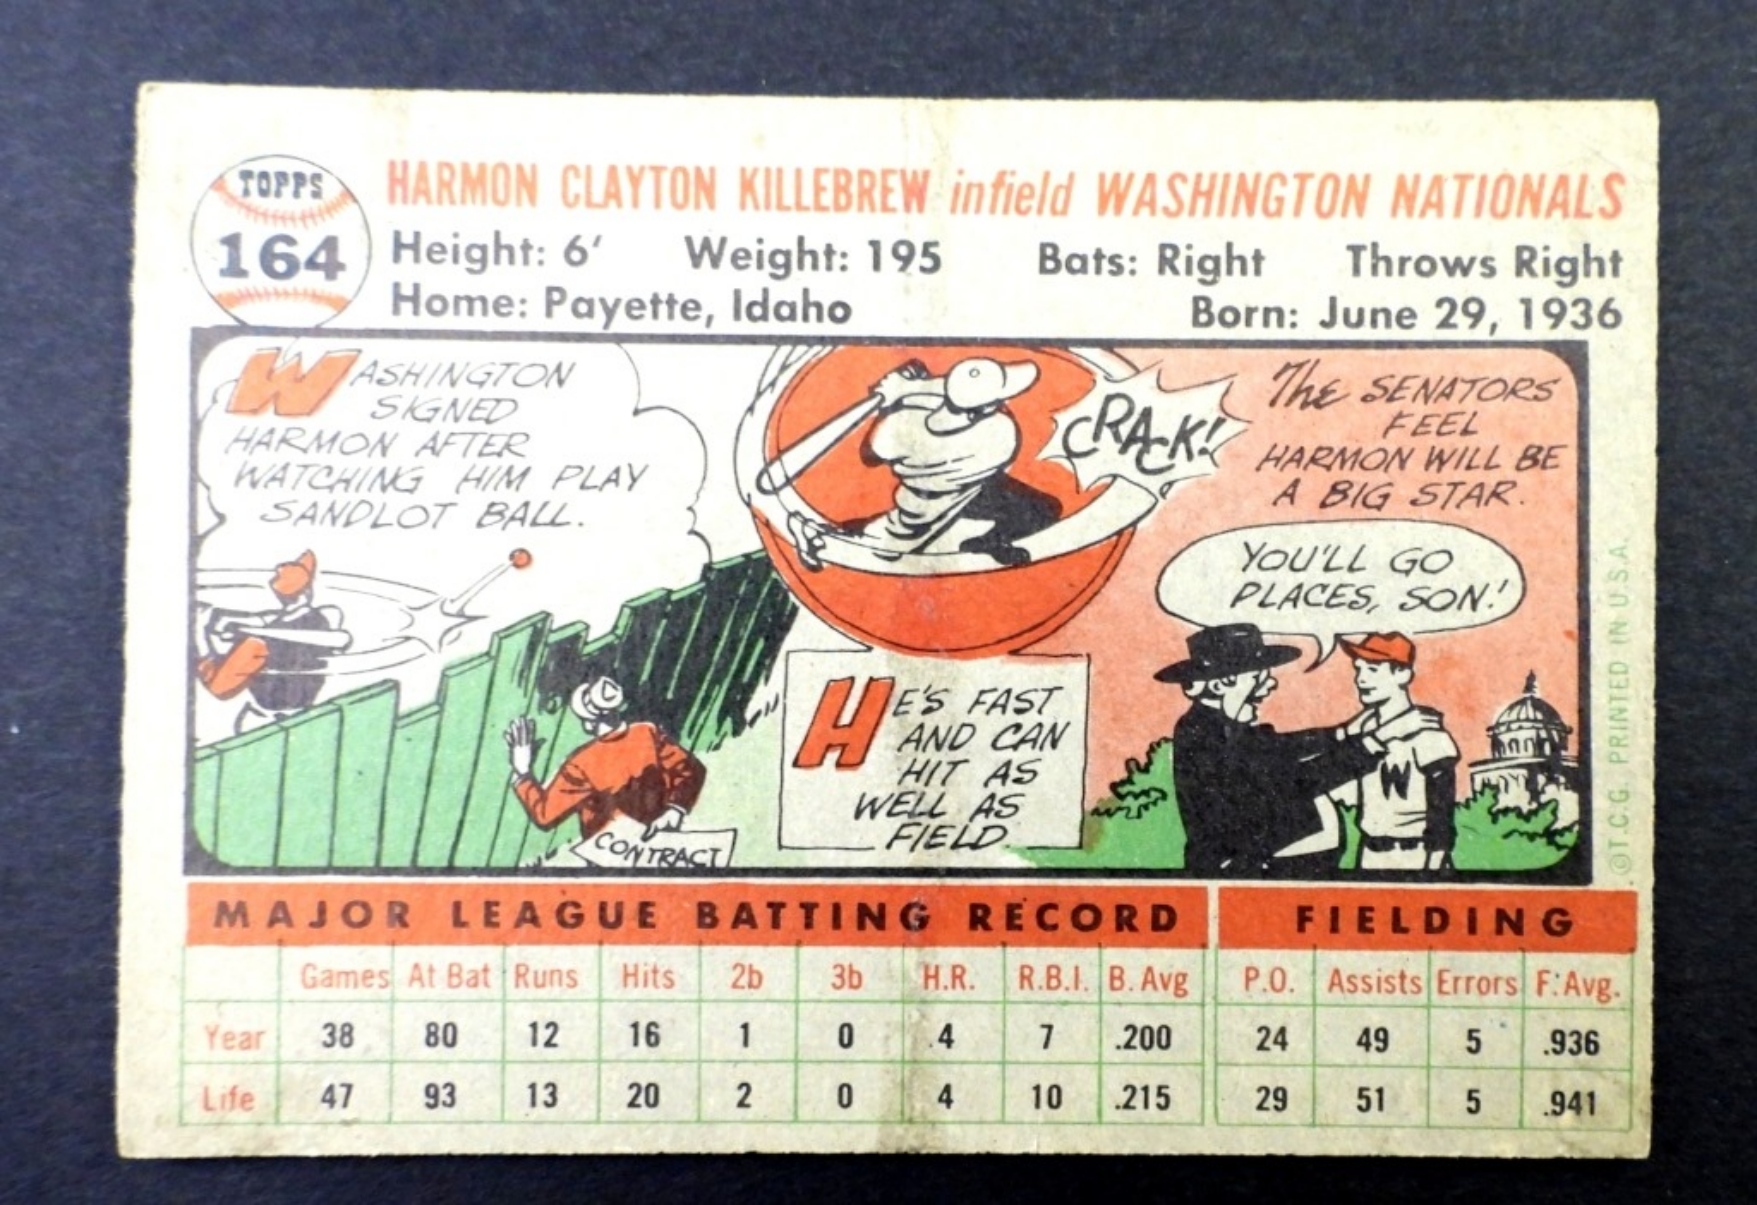 TOPPS
164
HARMON CLAYTON KILLEBREW infield WASHINGTON NATIONALS
Height: 6' Weight: 195 Bats: Right Throws Right
Home: Payette, Idaho Born: June 29, 1936
WASHINGTON
SIGNED
HARMON AFTER
WATCHING HIM PLAY
SANDLOT BALL.
CONTRACT
CRACK!
HE'S FAST
AND CAN
HIT AS
WELL AS
FIELD.
The SENATORS
FEEL
HARMON WILL BE
A BIG STAR.
YOU'LL GO
PLACES, SON!
W
©T.C.G. PRINTED IN U.S.A.
MAJOR LEAGUE BATTING RECORD FIELDING
Games At Bat Runs Hits 2b 3b H.R. R.B.I. B. Avg P.O. Assists Errors F. Avg.
Year 38 80 12 16 1 0 4 7 .200 24 49 5 .936
Life 47 93 13 20 2 0 4 10 .215 29 51 5 .941